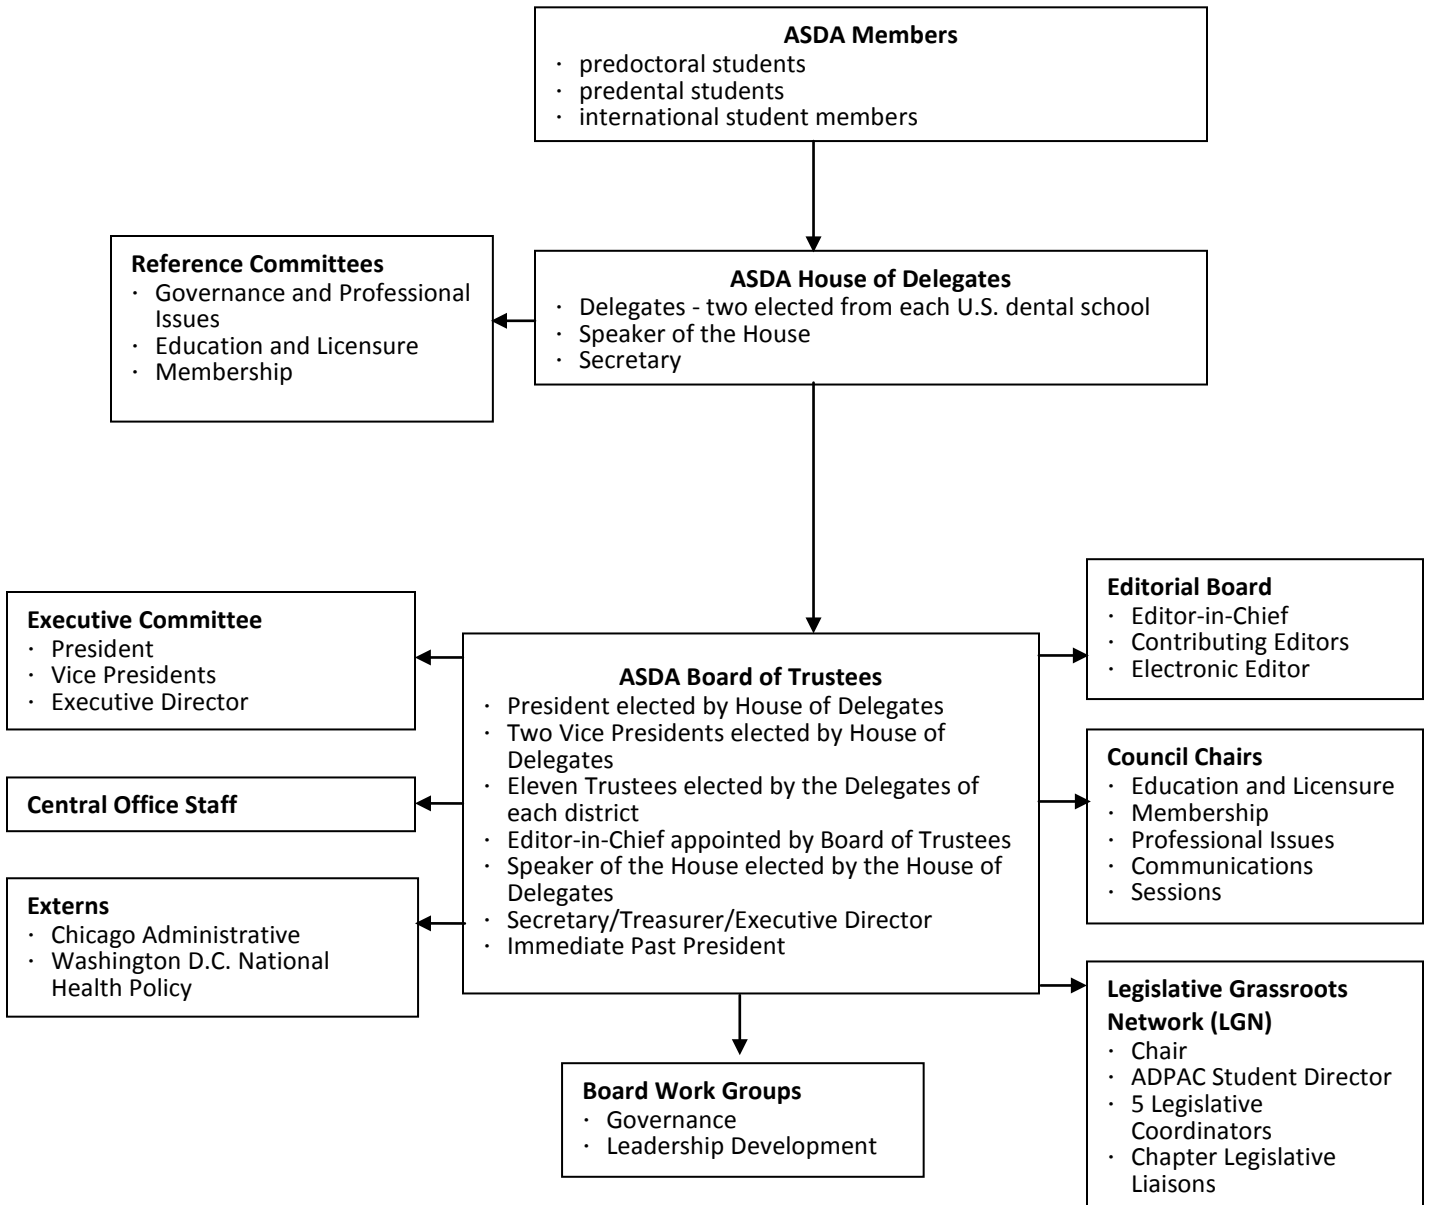 ASDA Members
· predoctoral students
· predental students
· international student members
Reference Committees
· Governance and Professional
Issues
· Education and Licensure
· Membership
ASDA House of Delegates
· Delegates - two elected from each U.S. dental school
· Speaker of the House
· Secretary
Executive Committee
· President
· Vice Presidents
· Executive Director
Central Office Staff
Externs
· Chicago Administrative
· Washington D.C. National
Health Policy
ASDA Board of Trustees
· President elected by House of Delegates
· Two Vice Presidents elected by House of
Delegates
· Eleven Trustees elected by the Delegates of
each district
· Editor-in-Chief appointed by Board of Trustees
· Speaker of the House elected by the House of
Delegates
· Secretary/Treasurer/Executive Director
· Immediate Past President
Editorial Board
· Editor-in-Chief
· Contributing Editors
· Electronic Editor
Council Chairs
· Education and Licensure
· Membership
· Professional Issues
· Communications
· Sessions
Legislative Grassroots
Network (LGN)
· Chair
· ADPAC Student Director
· 5 Legislative
Coordinators
· Chapter Legislative
Liaisons
Board Work Groups
· Governance
· Leadership Development